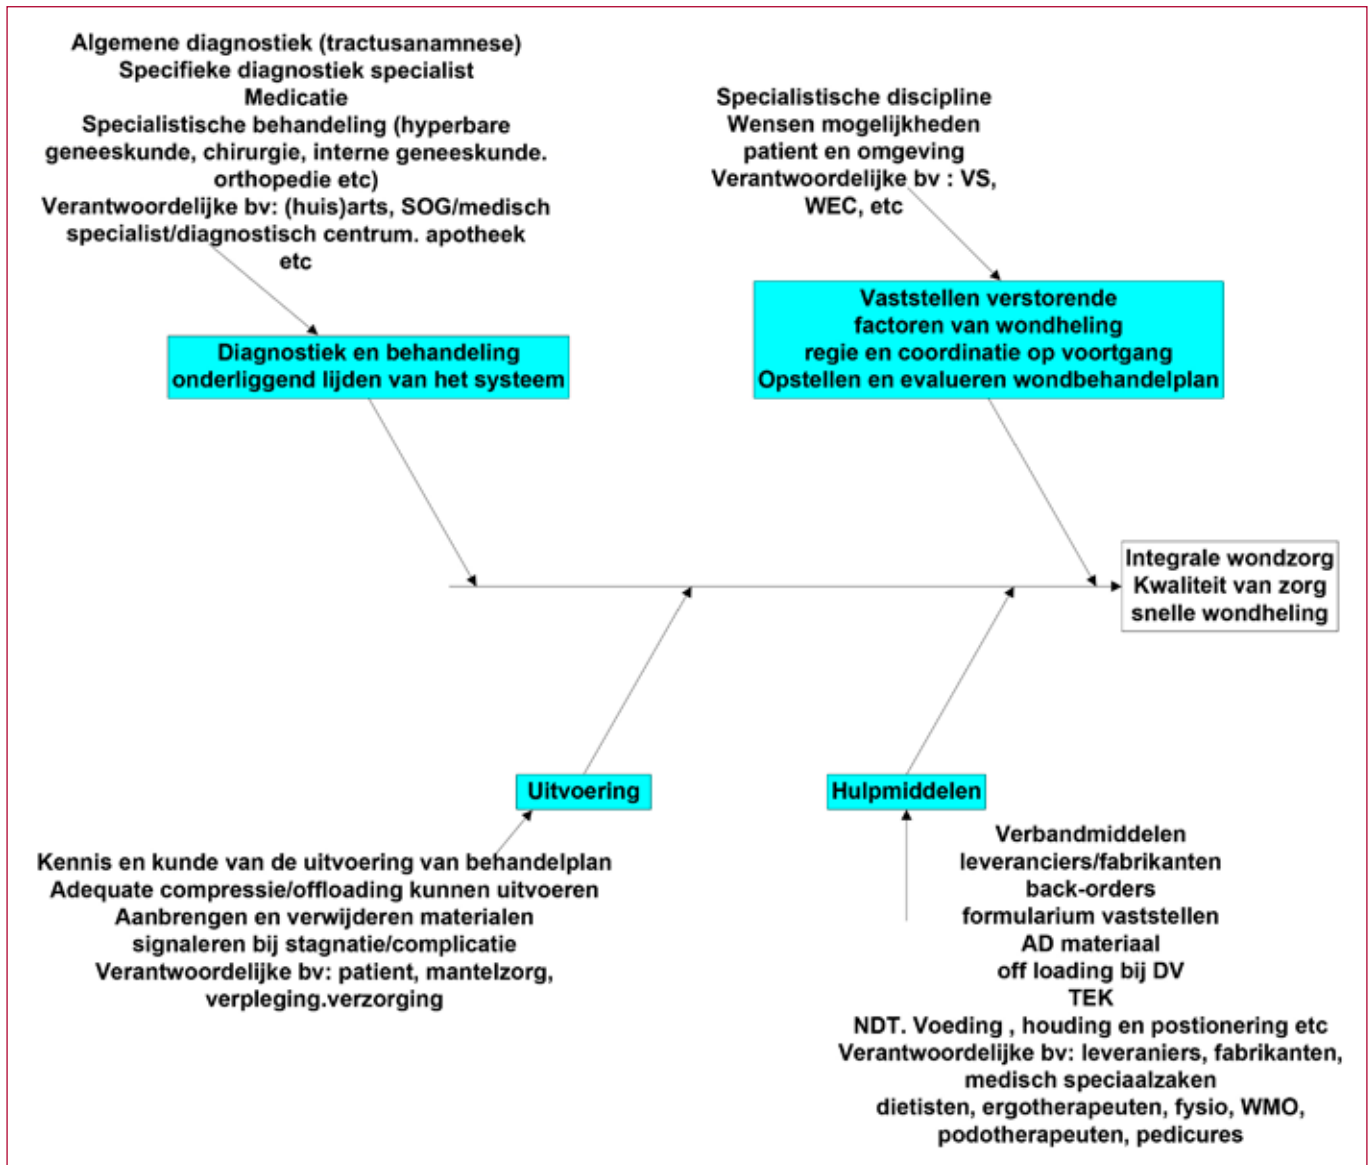 Algemene diagnostiek (tractusanamnese)
Specifieke diagnostiek specialist
Medicatie
Specialistische behandeling (hyperbare
geneeskunde, chirurgie, interne geneeskunde.
orthopedie etc)
Verantwoordelijke bv: (huis)arts, SOG/medisch
specialist/diagnostisch centrum. apotheek
etc
Specialistische discipline
Wensen mogelijkheden
patient en omgeving
Verantwoordelijke bv : VS,
WEC, etc
Diagnostiek en behandeling
onderliggend lijden van het systeem
Vaststellen verstorende
factoren van wondheling
regie en coordinatie op voortgang
Opstellen en evalueren wondbehandelplan
Integrale wondzorg
Kwaliteit van zorg
snelle wondheling
Uitvoering
Kennis en kunde van de uitvoering van behandelplan
Adequate compressie/offloading kunnen uitvoeren
Aanbrengen en verwijderen materialen
signaleren bij stagnatie/complicatie
Verantwoordelijke bv: patient, mantelzorg,
verpleging.verzorging
Hulpmiddelen
Verbandmiddelen
leveranciers/fabrikanten
back-orders
formularium vaststellen
AD materiaal
off loading bij DV
TEK
NDT. Voeding , houding en postionering etc
Verantwoordelijke bv: leveraniers, fabrikanten,
medisch speciaalzaken
dietisten, ergotherapeuten, fysio, WMO,
podotherapeuten, pedicures